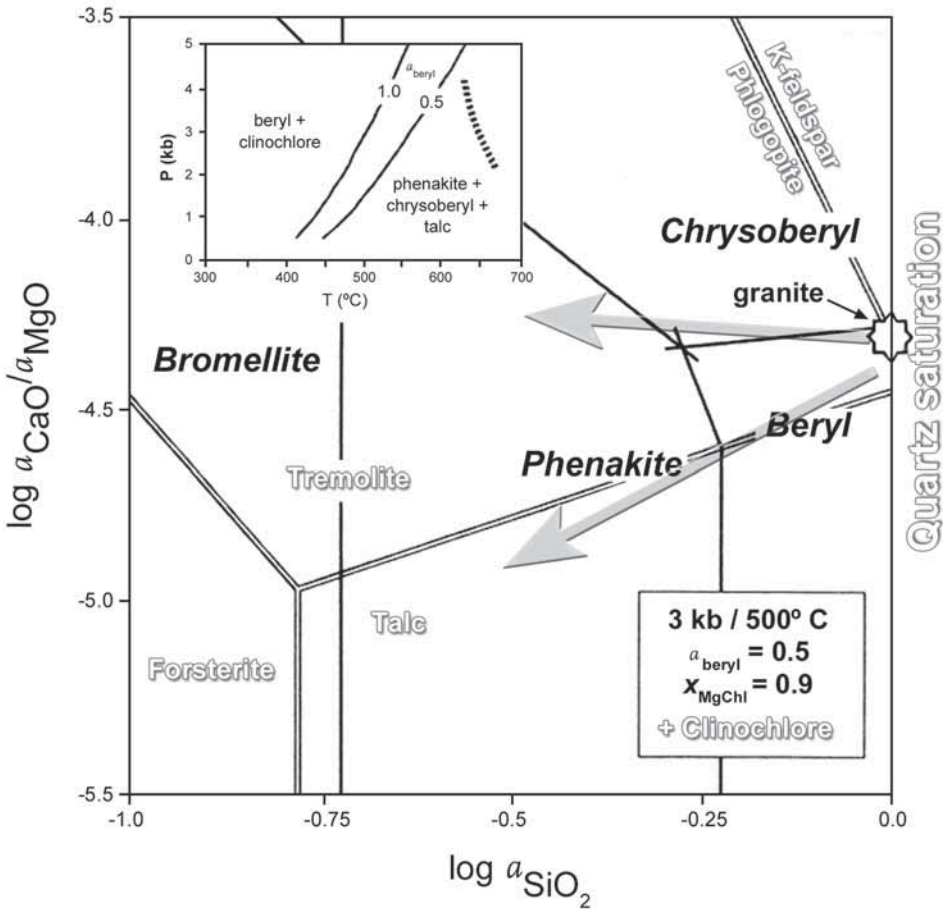 -3.5
-4.0
-4.5
-5.0
-5.5
log aCaO/aMgO
5
4
3
2
1
0
P (kb)
300
400
500
600
700
T (ºC)
a beryl
1.0
0.5
beryl +
clinochlore
phenakite +
chrysoberyl +
talc
K-feldspar
Phlogopite
Chrysoberyl
granite
Quartz saturation
Bromellite
Beryl
Phenakite
Tremolite
Talc
Forsterite
3 kb / 500º C
a beryl = 0.5
xMgChl = 0.9
+ Clinochlore
-1.0
-0.75
-0.5
-0.25
0.0
log aSiO2